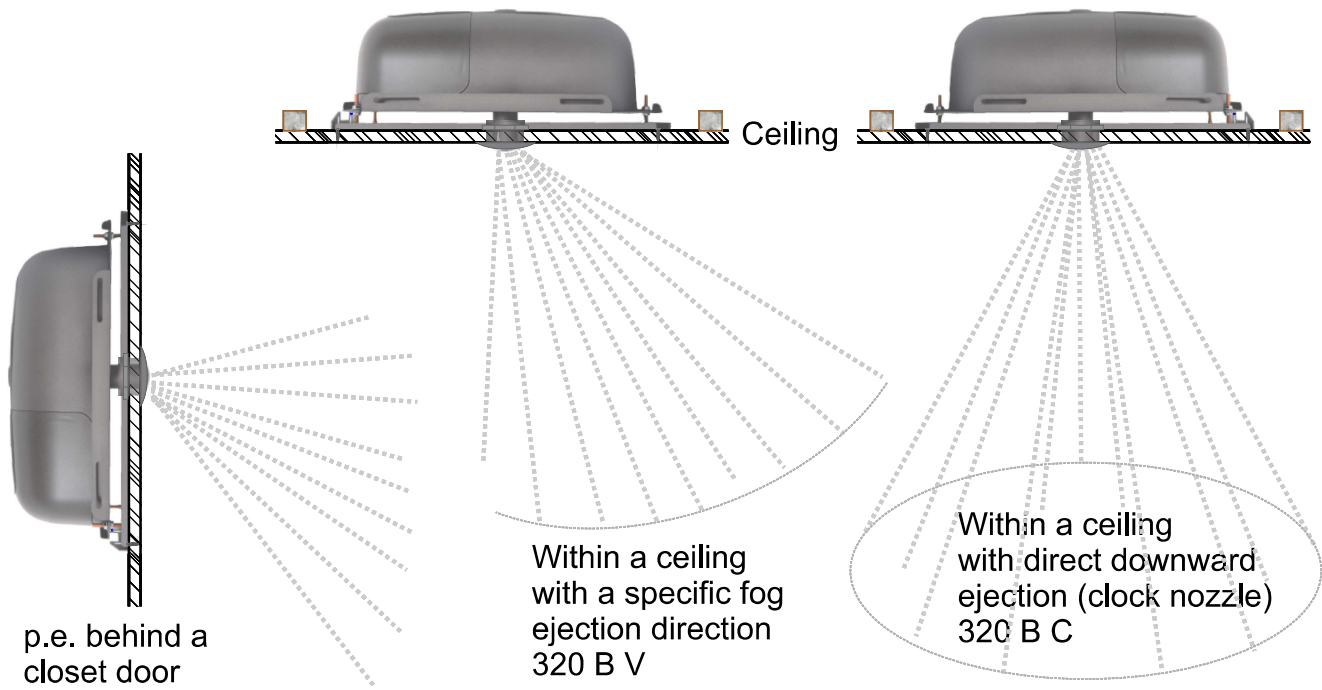 Ceiling
p.e. behind a
closet door
Within a ceiling
with a specific fog
ejection direction
320 B V
Within a ceiling
with direct downward
ejection (clock nozzle)
320 B C